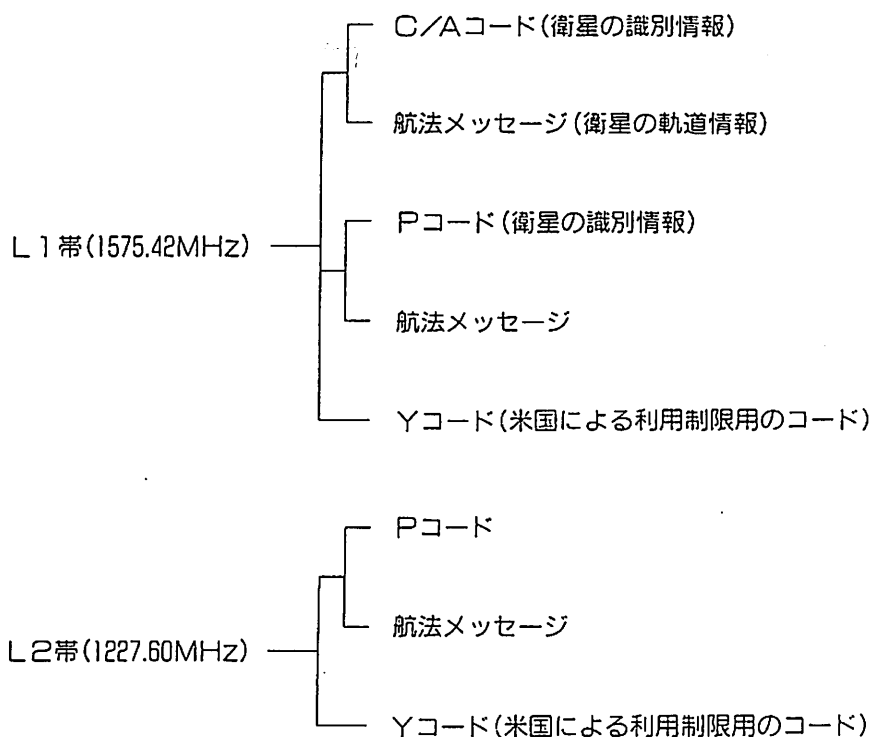 C/Aコード(衛星の識別情報)
航法メッセージ(衛星の軌道情報)
Pコード(衛星の識別情報)
L1帯(1575.42MHz)
航法メッセージ
Yコード(米国による利用制限用のコード)
Pコード
航法メッセージ
L2帯(1227.60MHz)
Yコード(米国による利用制限用のコード)